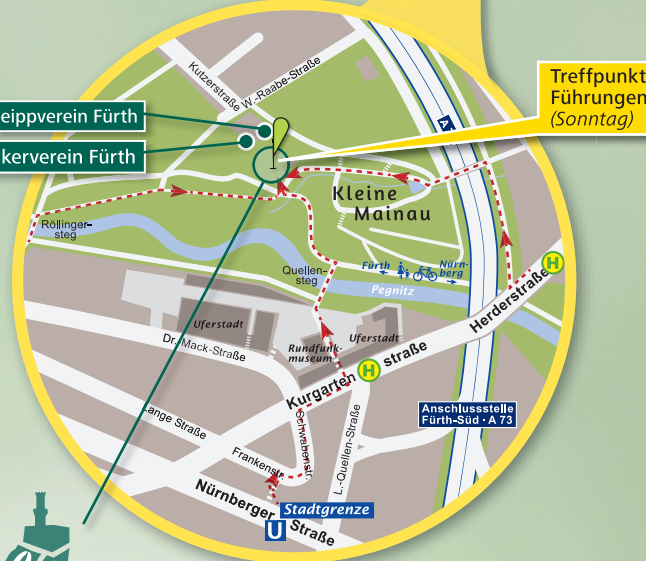 Kutzerstraße
W.-Raabe-Straße
Treffpunkt
Führungen
(Sonntag)
eippverein Fürth
kerverein Fürth
A 7
Kleine
Mainau
Röllinger-
steg
Quellen-
steg
Fürth
Nürn-
berg
Pegnitz
H
Herderstraße
Uferstadt
Dr.-Mack-Straße
Rundfunk-
museum
Uferstadt
Kurgarten H straße
Anschlussstelle
Fürth-Süd · A 73
Lange Straße
Schwabenstr.
L.-Quellen-Straße
Frankenstr.
Nürnberger Straße
Stadtgrenze
U